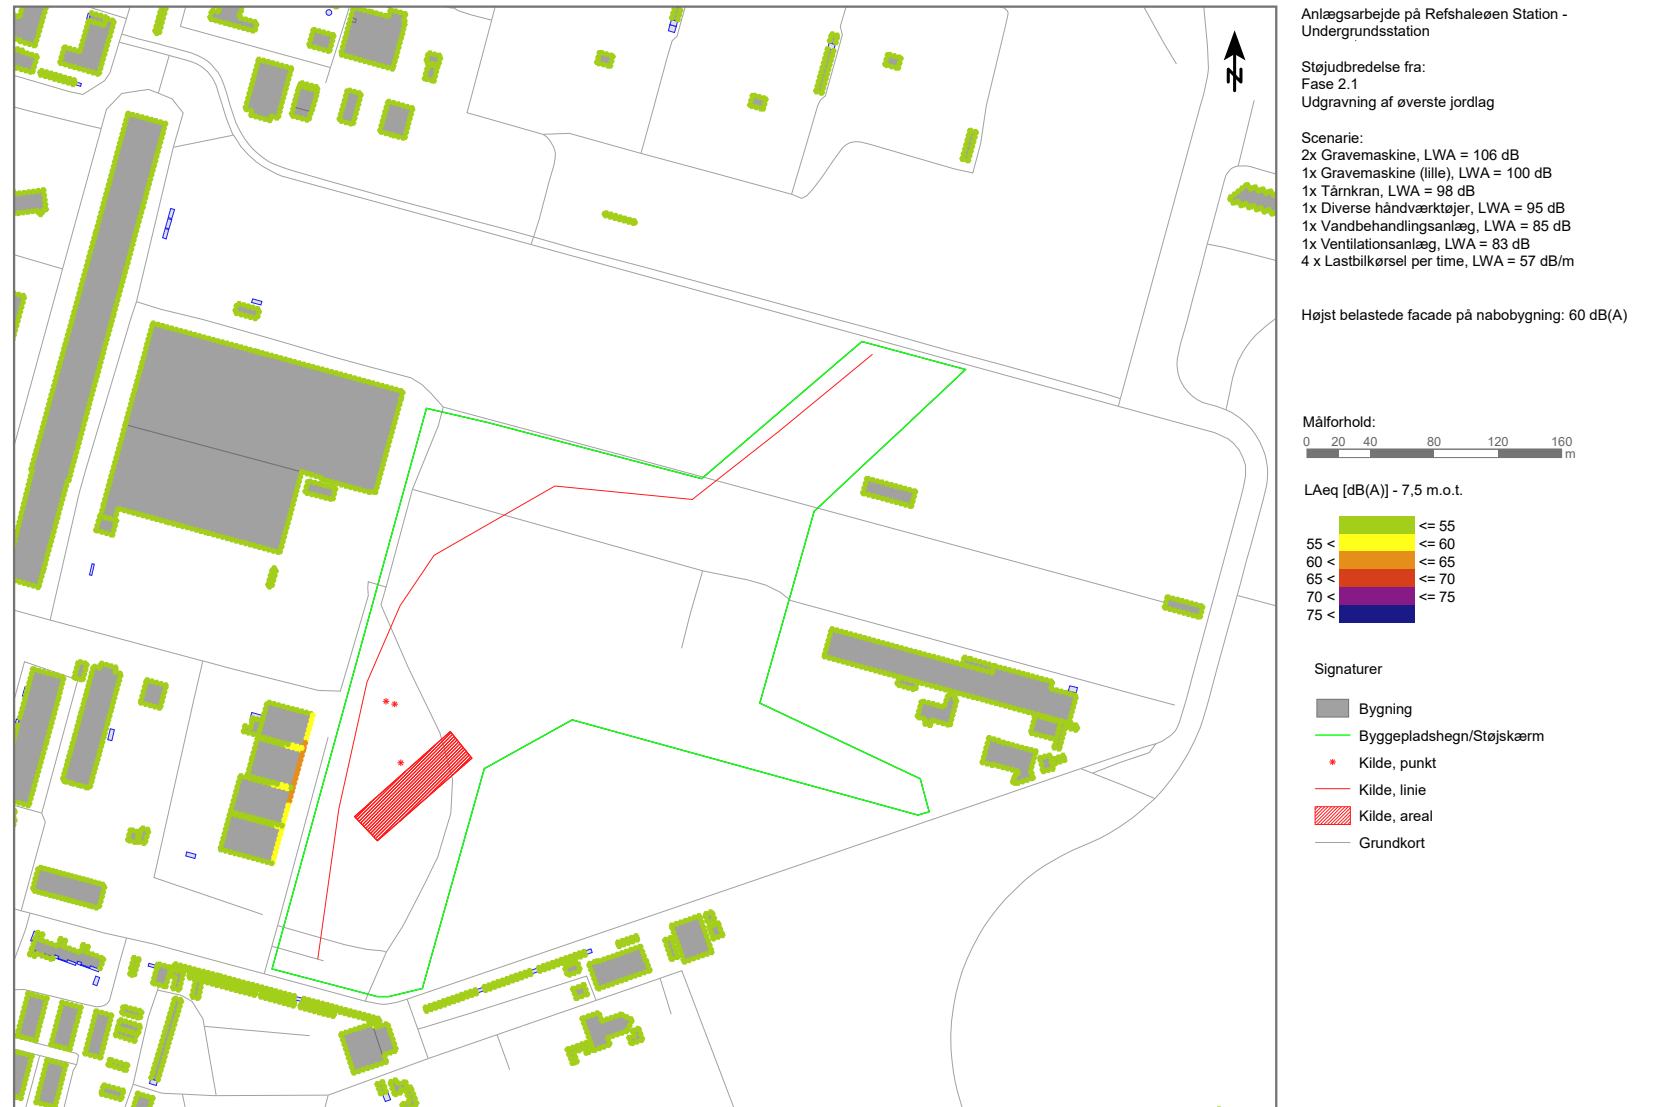 Anlægsarbejde på Refshaleøen Station -
Undergrundsstation
Støjudbredelse fra:
Fase 2.1
Udgravning af øverste jordlag
Scenarie:
2x Gravemaskine, LWA = 106 dB
1x Gravemaskine (lille), LWA = 100 dB
1x Tårnkran, LWA = 98 dB
1x Diverse håndværktøjer, LWA = 95 dB
1x Vandbehandlingsanlæg, LWA = 85 dB
1x Ventilationsanlæg, LWA = 83 dB
4 x Lastbilkørsel per time, LWA = 57 dB/m
Højst belastede facade på nabobygning: 60 dB(A)
Målforhold:
0 20 40 80 120 160
m
LAeq [dB(A)] - 7,5 m.o.t.
<= 55
55 < <= 60
60 < <= 65
65 < <= 70
70 < <= 75
75 <
Signaturer
Bygning
Byggepladshegn/Støjskærm
Kilde, punkt
Kilde, linie
Kilde, areal
Grundkort
N